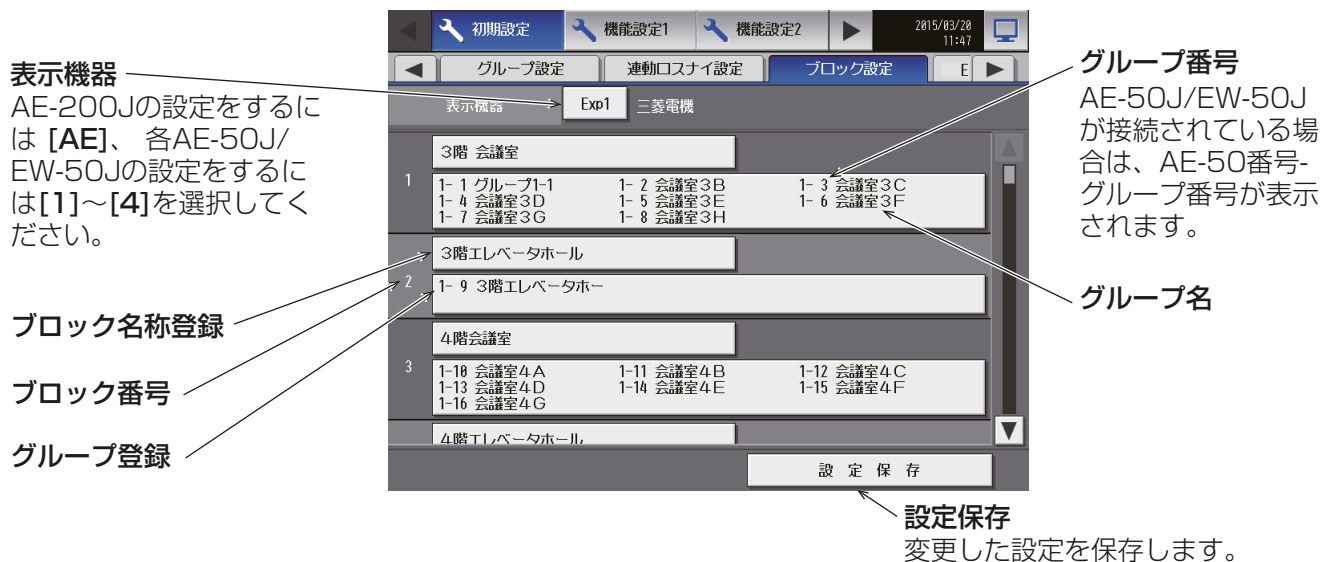 表示機器
AE-200Jの設定をするに
は [AE]、 各AE-50J/
EW-50Jの設定をするに
は[1]～[4]を選択してく
ださい。
ブロック名称登録
ブロック番号
グループ登録
初期設定 機能設定1 機能設定2
2015/03/20
11:47
グループ設定 連動ロスナイ設定 ブロック設定 E
表示機器 Exp1 三菱電機
3階 会議室
1
1- 1 グループ1-1 1- 2 会議室3B 1- 3 会議室3C
1- 4 会議室3D 1- 5 会議室3E 1- 6 会議室3F
1- 7 会議室3G 1- 8 会議室3H
3階エレベータホール
2
1- 9 3階エレベータホー
4階会議室
3
1-10 会議室4A 1-11 会議室4B 1-12 会議室4C
1-13 会議室4D 1-14 会議室4E 1-15 会議室4F
1-16 会議室4G
4階エレベータホール
設 定 保 存
グループ番号
AE-50J/EW-50J
が接続されている場
合は、AE-50番号-
グループ番号が表示
されます。
グループ名
設定保存
変更した設定を保存します。